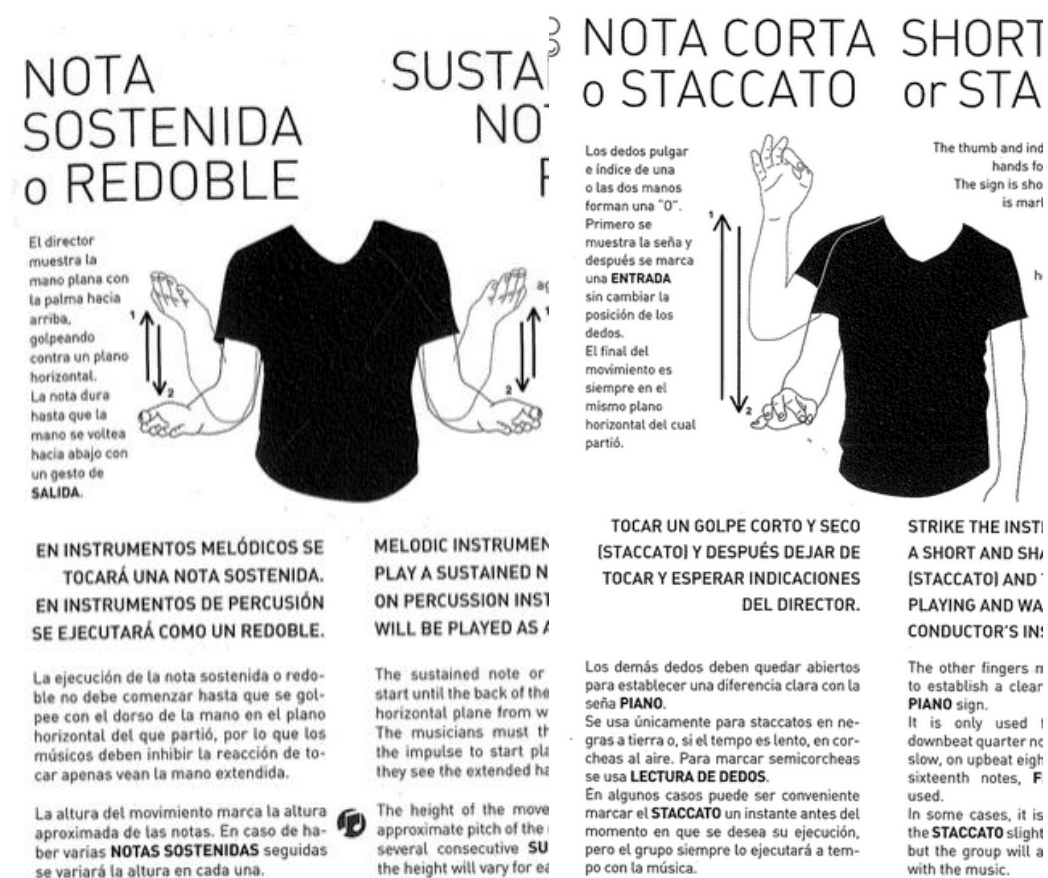 NOTA
SOSTENIDA
o REDOBLE
SUSTAI
NO
El director
muestra la
mano plana con
la palma hacia
arriba,
golpeando
contra un plano
horizontal.
La nota dura
hasta que la
mano se voltea
hacia abajo con
un gesto de
SALIDA.
1
2
1
2
ag
EN INSTRUMENTOS MELÓDICOS SE
TOCARÁ UNA NOTA SOSTENIDA.
EN INSTRUMENTOS DE PERCUSIÓN
SE EJECUTARÁ COMO UN REDOBLE.
MELODIC INSTRUMEN
PLAY A SUSTAINED N
ON PERCUSSION INST
WILL BE PLAYED AS A
La ejecución de la nota sostenida o redo-
ble no debe comenzar hasta que se gol-
pee con el dorso de la mano en el plano
horizontal del que partió, por lo que los
músicos deben inhibir la reacción de to-
car apenas vean la mano extendida.
La altura del movimiento marca la altura
aproximada de las notas. En caso de ha-
ber varias NOTAS SOSTENIDAS seguidas
se variará la altura en cada una.
The sustained note or
start until the back of the
horizontal plane from w
The musicians must th
the impulse to start pla
they see the extended ha
The height of the move
approximate pitch of the
several consecutive SU
the height will vary for ea
NOTA CORTA
o STACCATO
SHORT
or STA
Los dedos pulgar
e índice de una
o las dos manos
forman una "O".
Primero se
muestra la seña y
después se marca
una ENTRADA
sin cambiar la
posición de los
dedos.
El final del
movimiento es
siempre en el
mismo plano
horizontal del cual
partió.
1
2
The thumb and ind
hands fo
The sign is sho
is mar
h
TOCAR UN GOLPE CORTO Y SECO
(STACCATO) Y DESPUÉS DEJAR DE
TOCAR Y ESPERAR INDICACIONES
DEL DIRECTOR.
STRIKE THE INSTI
A SHORT AND SHA
(STACCATO) AND
PLAYING AND WA
CONDUCTOR'S INS
Los demás dedos deben quedar abiertos
para establecer una diferencia clara con la
seña PIANO.
Se usa únicamente para staccatos en ne-
gras a tierra o, si el tempo es lento, en cor-
cheas al aire. Para marcar semicorcheas
se usa LECTURA DE DEDOS.
En algunos casos puede ser conveniente
marcar el STACCATO un instante antes del
momento en que se desea su ejecución,
pero el grupo siempre lo ejecutará a tem-
po con la música.
The other fingers m
to establish a clear
PIANO sign.
It is only used f
downbeat quarter no
slow, on upbeat eigh
sixteenth notes, F
used.
In some cases, it is
the STACCATO slight
but the group will a
with the music.